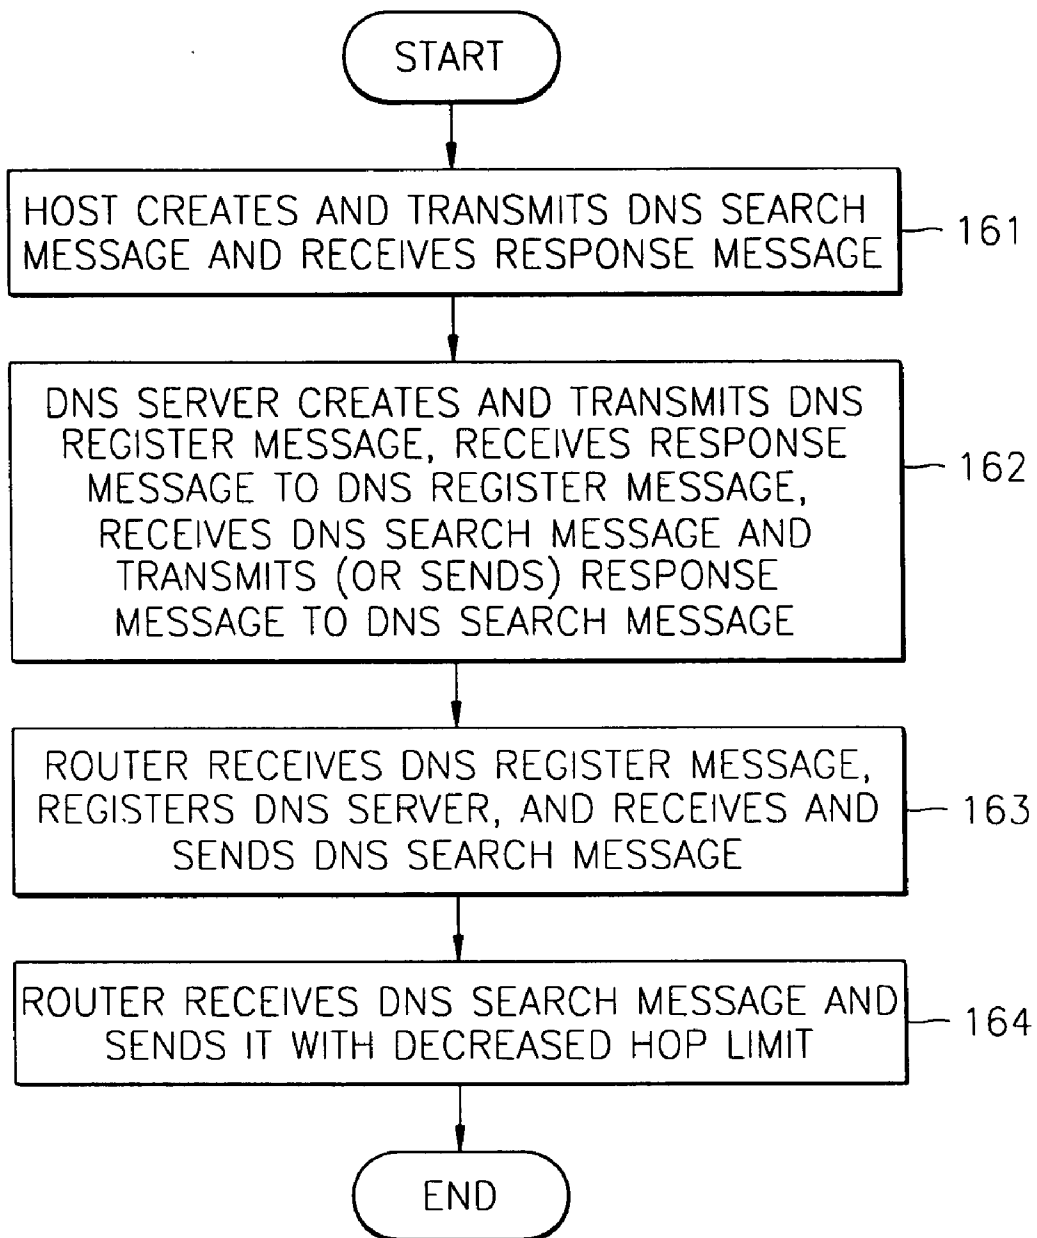 START
HOST CREATES AND TRANSMITS DNS SEARCH
MESSAGE AND RECEIVES RESPONSE MESSAGE
161
DNS SERVER CREATES AND TRANSMITS DNS
REGISTER MESSAGE, RECEIVES RESPONSE
MESSAGE TO DNS REGISTER MESSAGE,
RECEIVES DNS SEARCH MESSAGE AND
TRANSMITS (OR SENDS) RESPONSE
MESSAGE TO DNS SEARCH MESSAGE
162
ROUTER RECEIVES DNS REGISTER MESSAGE,
REGISTERS DNS SERVER, AND RECEIVES AND
SENDS DNS SEARCH MESSAGE
163
ROUTER RECEIVES DNS SEARCH MESSAGE AND
SENDS IT WITH DECREASED HOP LIMIT
164
END